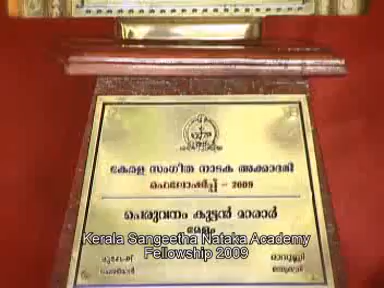 കേരള സംഗീത നാടക അക്കാദമി
ഫെലോഷിപ്പ് - 2009
പെരുവനം കുട്ടൻ മാരാർ
മേളം
Kerala Sangeetha Nataka Academy
Fellowship 2009